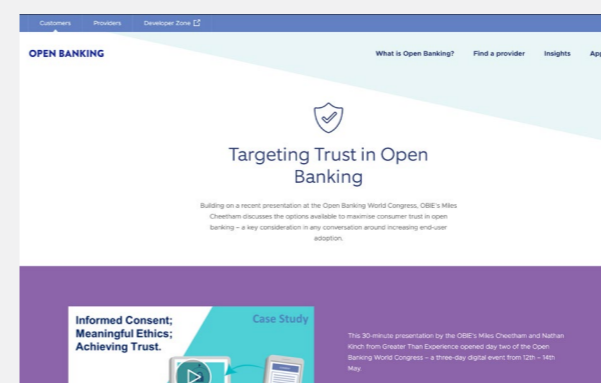 Customers Providers Developer Zone
OPEN BANKING What is Open Banking? Find a provider Insights App
Targeting Trust in Open
Banking
Building on a recent presentation at the Open Banking World Congress, OBIE's Miles
Cheetham discusses the options available to maximise consumer trust in open
banking – a key consideration in any conversation around increasing end-user
adoption.
Informed Consent;
Meaningful Ethics;
Achieving Trust.
Case Study
This 30-minute presentation by the OBIE's Miles Cheetham and Nathan
Kinch from Greater Than Experience opened day two of the Open
Banking World Congress – a three-day digital event from 12th – 14th
May.